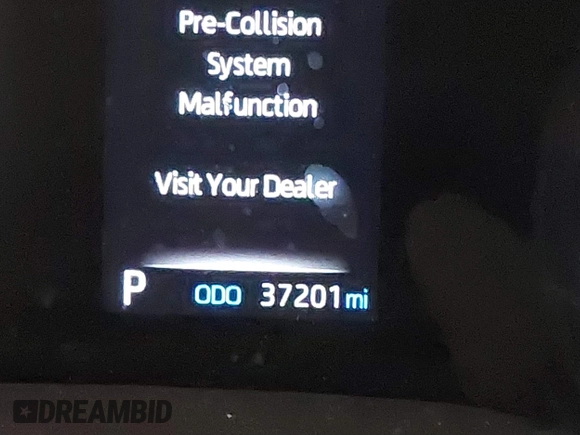 Pre-Collision
System
Malfunction
Visit Your Dealer
P ODO 37201 mi
DREAMBID